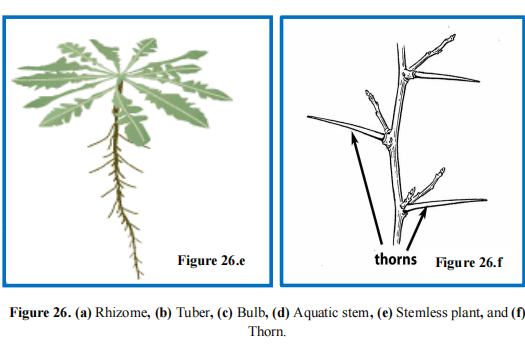 Figure 26.e
thorns
Figure 26.f
Figure 26. (a) Rhizome, (b) Tuber, (c) Bulb, (d) Aquatic stem, (e) Stemless plant, and (f)
Thorn.